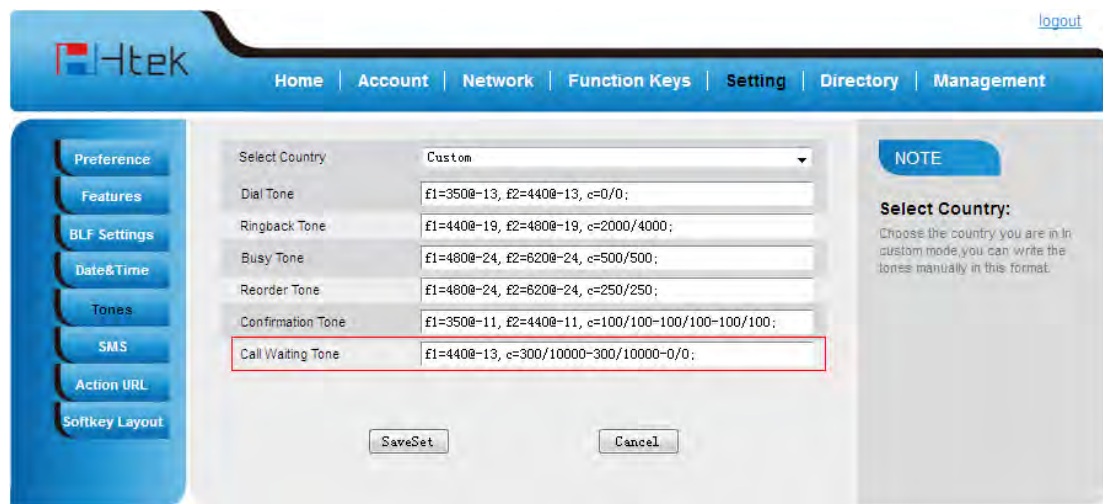 logout
Htek
Home | Account | Network | Function Keys | Setting | Directory | Management
Preference
Features
BLF Settings
Date&Time
Tones
SMS
Action URL
Softkey Layout
Select Country Custom
Dial Tone f1=350@-13, f2=440@-13, c=0/0;
Ringback Tone f1=440@-19, f2=480@-19, c=2000/4000;
Busy Tone f1=480@-24, f2=620@-24, c=500/500;
Reorder Tone f1=480@-24, f2=620@-24, c=250/250;
Confirmation Tone f1=350@-11, f2=440@-11, c=100/100-100/100-100/100;
Call Waiting Tone f1=440@-13, c=300/10000-300/10000-0/0;
SaveSet Cancel
NOTE
Select Country:
Choose the country you are in.In
custom mode,you can write the
tones manually in this format.